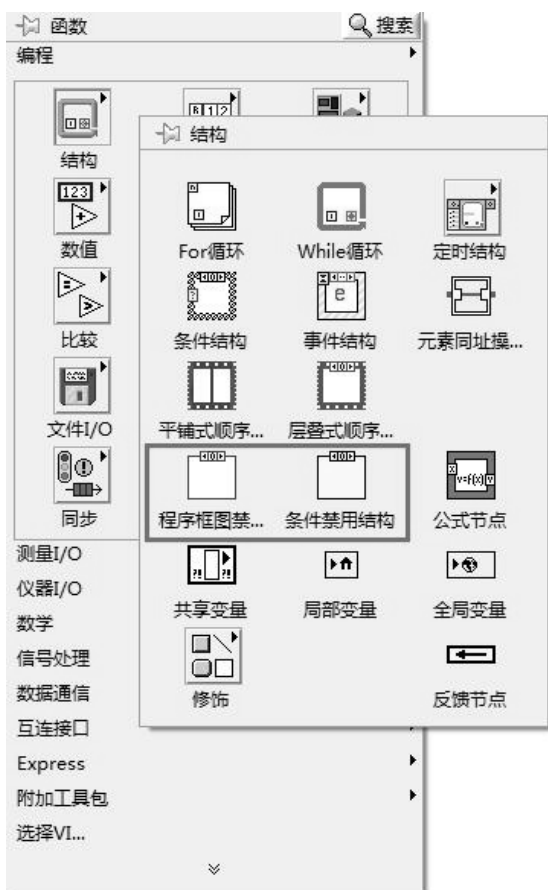 函数 搜索
编程
结构
结构
For循环 While循环 定时结构
数值
条件结构 事件结构 元素同址操...
比较
平铺式顺序... 层叠式顺序...
文件I/O
程序框图禁... 条件禁用结构 公式节点
同步
共享变量 局部变量 全局变量
修饰 反馈节点
测量I/O
仪器I/O
数学
信号处理
数据通信
互连接口
Express
附加工具包
选择VI...